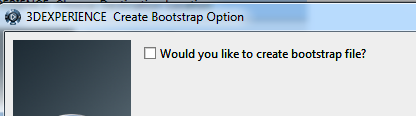 3DEXPERIENCE Create Bootstrap Option
Would you like to create bootstrap file?